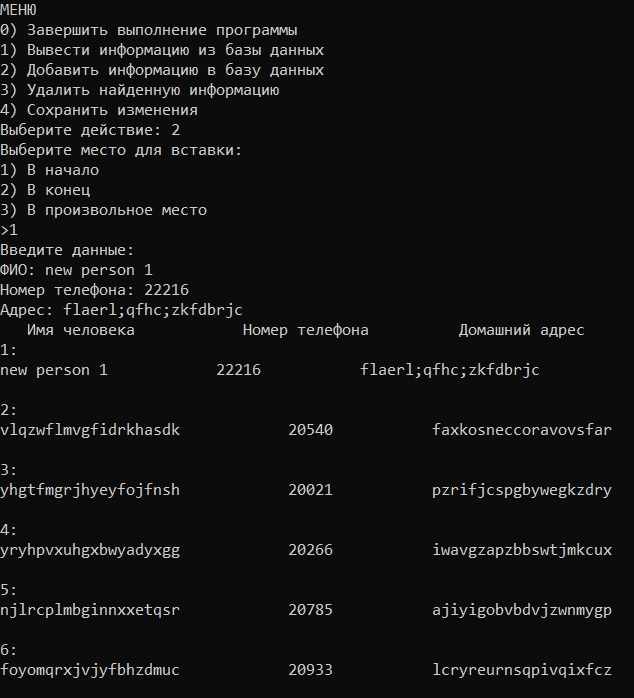 МЕНЮ
0) Завершить выполнение программы
1) Вывести информацию из базы данных
2) Добавить информацию в базу данных
3) Удалить найденную информацию
4) Сохранить изменения
Выберите действие: 2
Выберите место для вставки:
1) В начало
2) В конец
3) В произвольное место
>1
Введите данные:
ФИО: new person 1
Номер телефона: 22216
Адрес: flaerl;qfhc;zkfdbrjc
Имя человека Номер телефона Домашний адрес
1:
new person 1 22216 flaerl;qfhc;zkfdbrjc
2:
vlqzwflmvgfidrkhasdk 20540 faxkosneccoravovsfar
3:
yhgtfmgrjhyeyfojfnsh 20021 pzrifjcspgbywegkzdry
4:
yryhpvxuhgxbwyadyxgg 20266 iwavgzapzbbswtjmkcux
5:
njlrcplmbginnxxetqsr 20785 ajiyigobvbdvjzwnmygp
6:
foyomqrxjvjyfbhzdmuc 20933 lcryreurnsqpivqixfcz